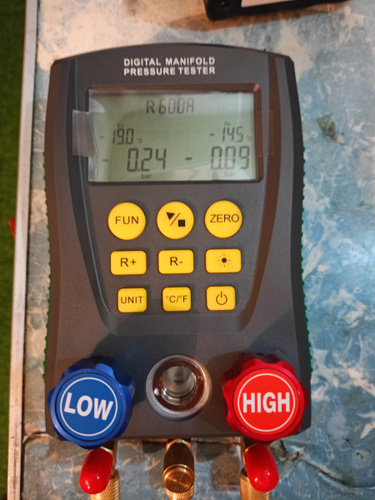 DIGITAL MANIFOLD
PRESSURE TESTER
R600A
-19.0 °C -14.5 °C
-0.24 -0.09
bar bar
FUN ZERO
R+ R-
UNIT °C/°F
LOW HIGH